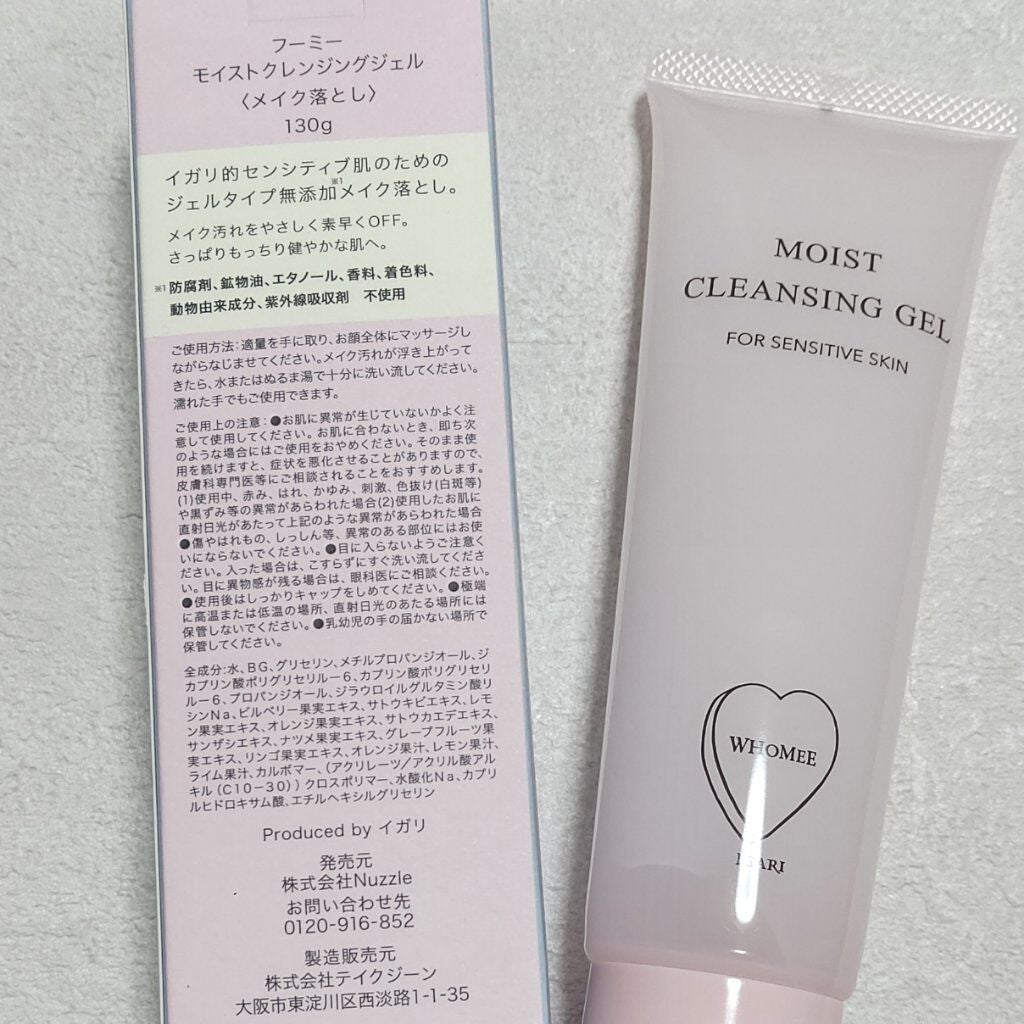 フーミー
モイストクレンジングジェル
〈メイク落とし〉
130g
イガリ的センシティブ肌のための
ジェルタイプ無添加※1メイク落とし。
メイク汚れをやさしく素早くOFF。
さっぱりもっちり健やかな肌へ。
※1 防腐剤、鉱物油、エタノール、香料、着色料、
動物由来成分、紫外線吸収剤　不使用
ご使用方法：適量を手に取り、お顔全体にマッサージし
ながらなじませてください。メイク汚れが浮き上がって
きたら、水またはぬるま湯で十分に洗い流してください。
濡れた手でもご使用できます。
ご使用上の注意：●お肌に異常が生じていないかよく注
意して使用してください。お肌に合わないとき、即ち次
のような場合にはご使用をおやめください。そのまま使
用を続けますと、症状を悪化させることがありますので、
皮膚科専門医等にご相談されることをおすすめします。
(1)使用中、赤み、はれ、かゆみ、刺激、色抜け(白斑等)
や黒ずみ等の異常があらわれた場合(2)使用したお肌に
直射日光があたって上記のような異常があらわれた場合
●傷やはれもの、しっしん等、異常のある部位にはお使
いにならないでください。●目に入らないようご注意く
ださい。入った場合は、こすらずにすぐ洗い流してくださ
い。目に異物感が残る場合は、眼科医にご相談ください。
●使用後はしっかりキャップをしめてください。●極端
に高温または低温の場所、直射日光のあたる場所には
保管しないでください。●乳幼児の手の届かない場所で
保管してください。
全成分：水、BG、グリセリン、メチルプロパンジオール、ジ
カプリン酸ポリグリセリル－6、カプリン酸ポリグリセリ
ル－6、プロパンジオール、ジラウロイルグルタミン酸リ
シンNa、ビルベリー果実エキス、サトウキビエキス、レモ
ン果実エキス、オレンジ果実エキス、サトウカエデエキス、
サンザシエキス、ナツメ果実エキス、グレープフルーツ果
実エキス、リンゴ果実エキス、オレンジ果汁、レモン果汁、
ライム果汁、カルボマー、（アクリレーツ／アクリル酸アル
キル（C10－30））クロスポリマー、水酸化Na、カプリ
ルヒドロキサム酸、エチルヘキシルグリセリン
Produced by イガリ
発売元
株式会社Nuzzle
お問い合わせ先
0120-916-852
製造販売元
株式会社テイクジーン
大阪市東淀川区西淡路1-1-35
MOIST
CLEANSING GEL
FOR SENSITIVE SKIN
WHOMEE
IGARI